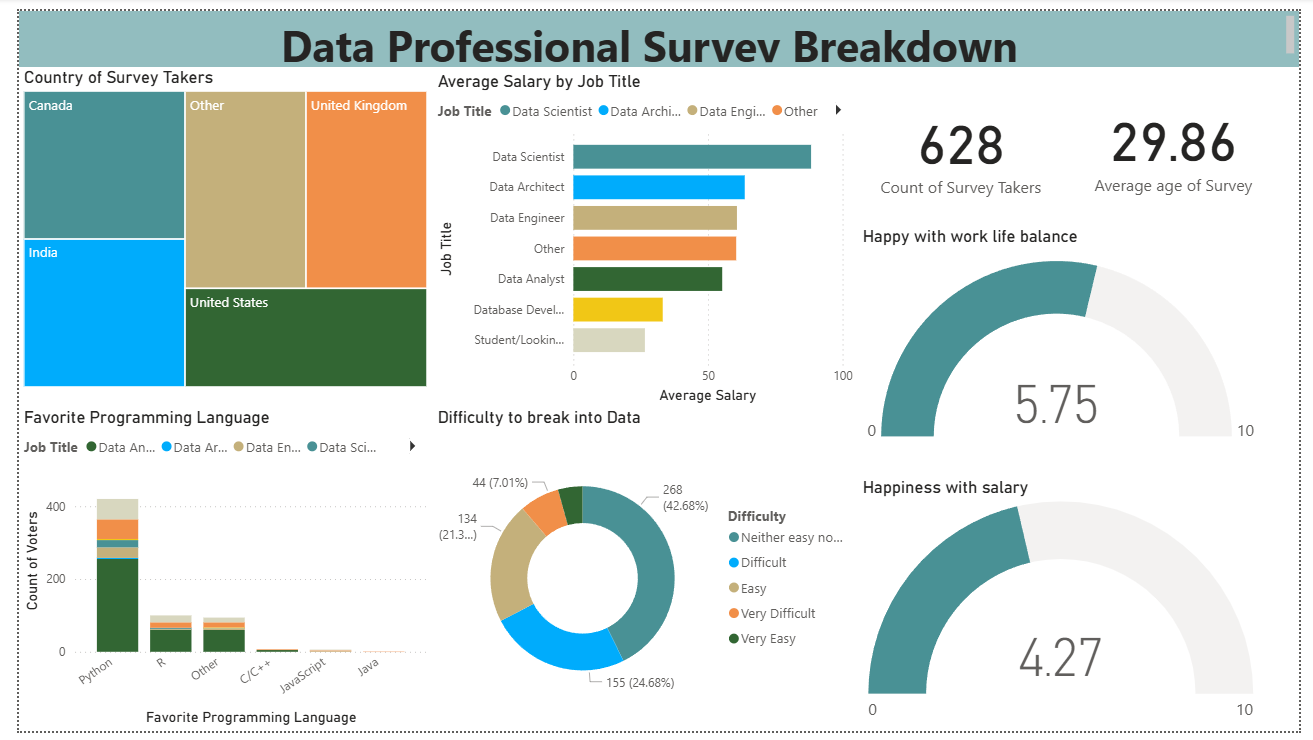 Data Professional Survey Breakdown
Country of Survey Takers
Canada
Other
United Kingdom
India
United States
Average Salary by Job Title
Job Title Data Scientist Data Archi... Data Engi... Other
Job Title
Data Scientist
Data Architect
Data Engineer
Other
Data Analyst
Database Devel...
Student/Lookin...
0 50 100
Average Salary
628
Count of Survey Takers
29.86
Average age of Survey
Happy with work life balance
5.75
0 10
Favorite Programming Language
Job Title Data An... Data Ar... Data En... Data Sci...
Count of Voters
400
200
0
Python R Other C/C++ JavaScript Java
Favorite Programming Language
Difficulty to break into Data
44 (7.01%)
268
(42.68%)
134
(21.3...)
155 (24.68%)
Difficulty
Neither easy no...
Difficult
Easy
Very Difficult
Very Easy
Happiness with salary
4.27
0 10